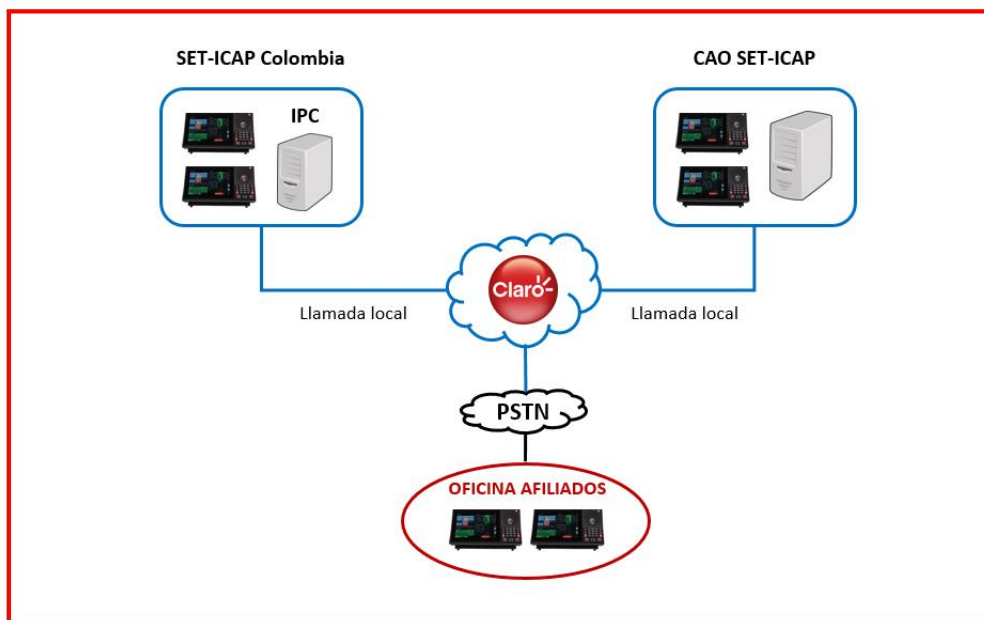 SET-ICAP Colombia
CAO SET-ICAP
IPC
Claro
Llamada local
Llamada local
PSTN
OFICINA AFILIADOS